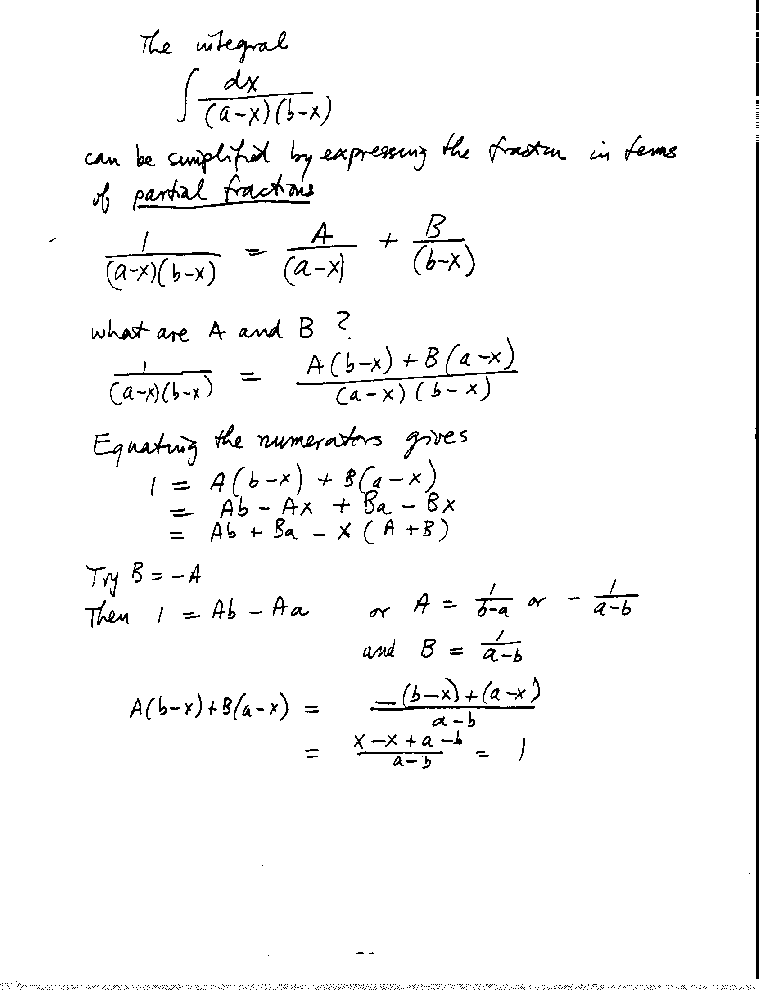 The integral
∫ dx / (a-x)(b-x)
can be simplified by expressing the fraction in terms
of partial fractions
1 / (a-x)(b-x) = A / (a-x) + B / (b-x)
what are A and B ?
1 / (a-x)(b-x) = A(b-x) + B(a-x) / (a-x)(b-x)
Equating the numerators gives
1 = A(b-x) + B(a-x)
= Ab - Ax + Ba - Bx
= Ab + Ba - x(A+B)
Try B = -A
Then 1 = Ab - Aa or A = 1 / b-a or - 1 / a-b
and B = 1 / a-b
A(b-x)+B(a-x) = -(b-x)+(a-x) / a-b
= x-x+a-b / a-b = 1